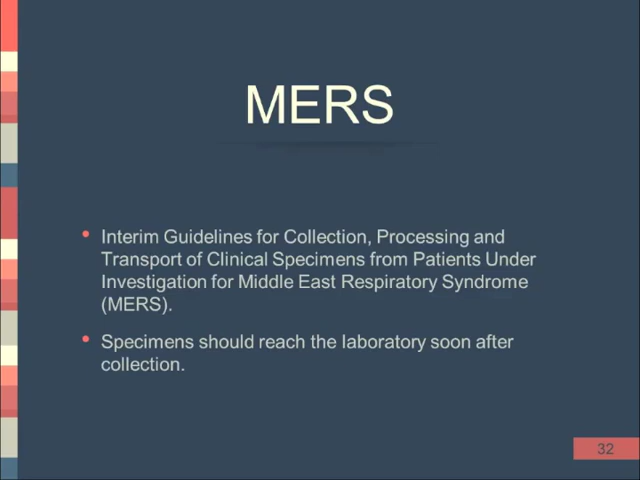 MERS
Interim Guidelines for Collection, Processing and
Transport of Clinical Specimens from Patients Under
Investigation for Middle East Respiratory Syndrome
(MERS).
Specimens should reach the laboratory soon after
collection.
32